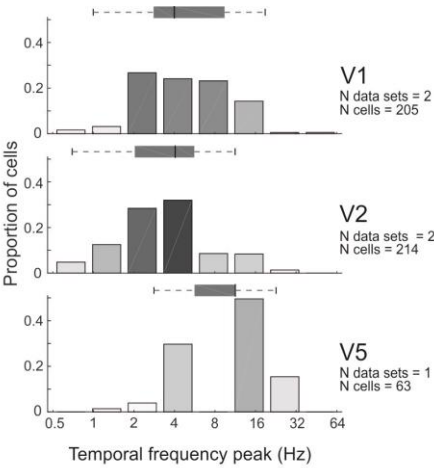 0.4
0.2
0
V1
N data sets = 2
N cells = 205
Proportion of cells
0.4
0.2
0
V2
N data sets = 2
N cells = 214
0.4
0.2
0
V5
N data sets = 1
N cells = 63
0.5 1 2 4 8 16 32 64
Temporal frequency peak (Hz)